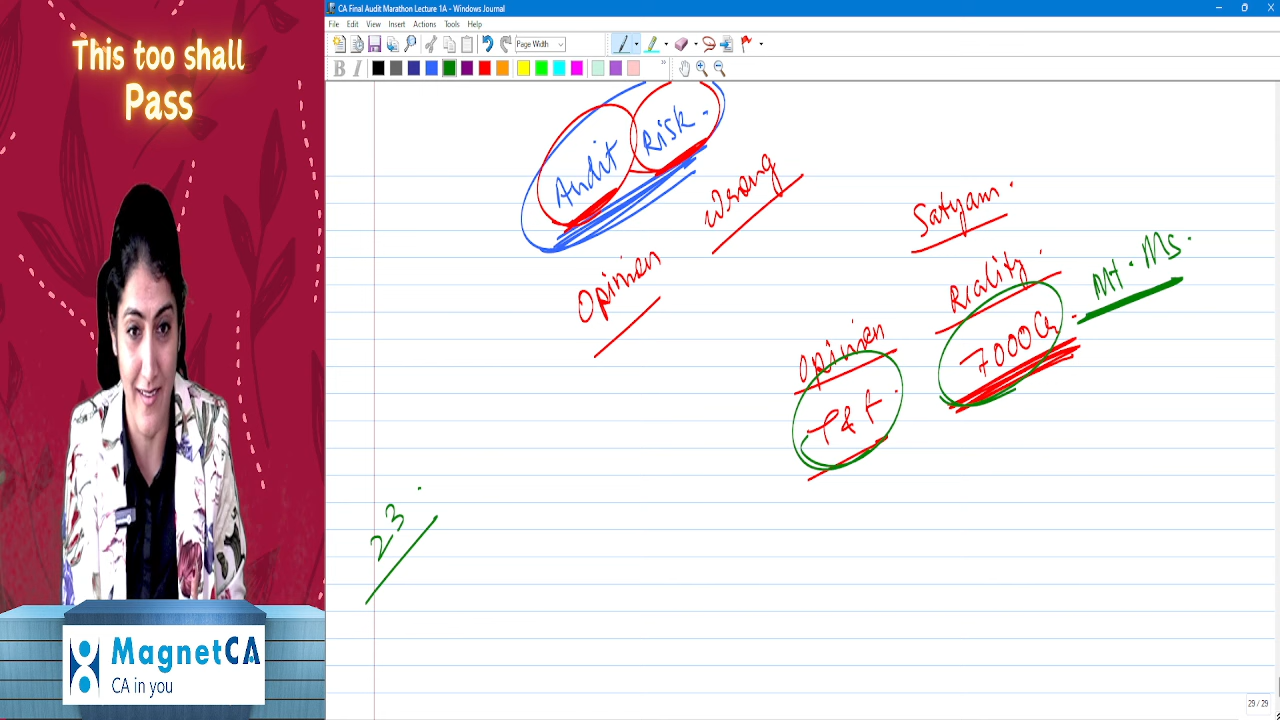 This too shall
Pass
CA Final Audit Marathon Lecture 1A - Windows Journal
File Edit View Insert Actions Tools Help
Page Width
B I
Audit Risk.
Opinion Wrong
Satyam.
Reality.
Mt. Ms.
7000Cr.
Opinion
T & F.
23.
MagnetCA
CA in you
29 / 29